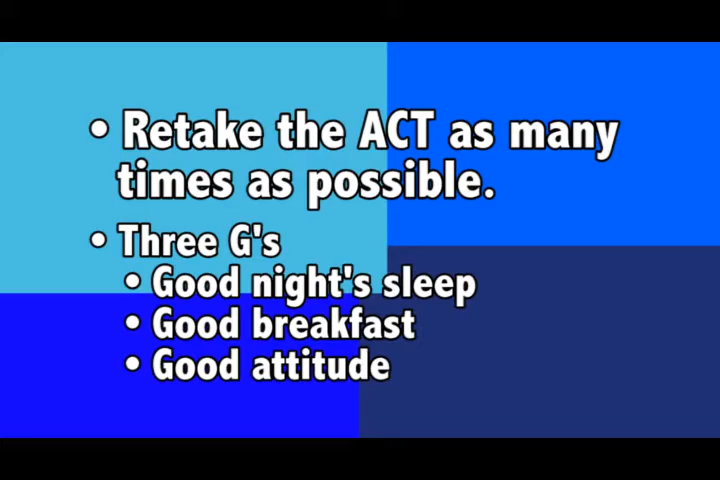 • Retake the ACT as many
times as possible.
• Three G's
• Good night's sleep
• Good breakfast
• Good attitude